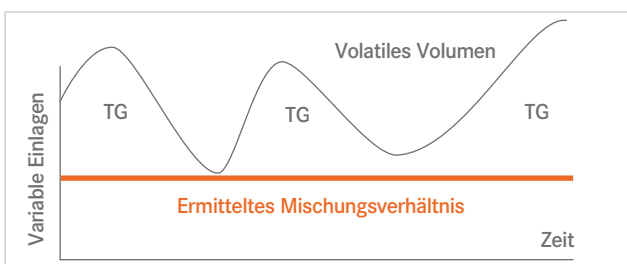 Volatiles Volumen
TG
TG
TG
Variable Einlagen
Ermitteltes Mischungsverhältnis
Zeit